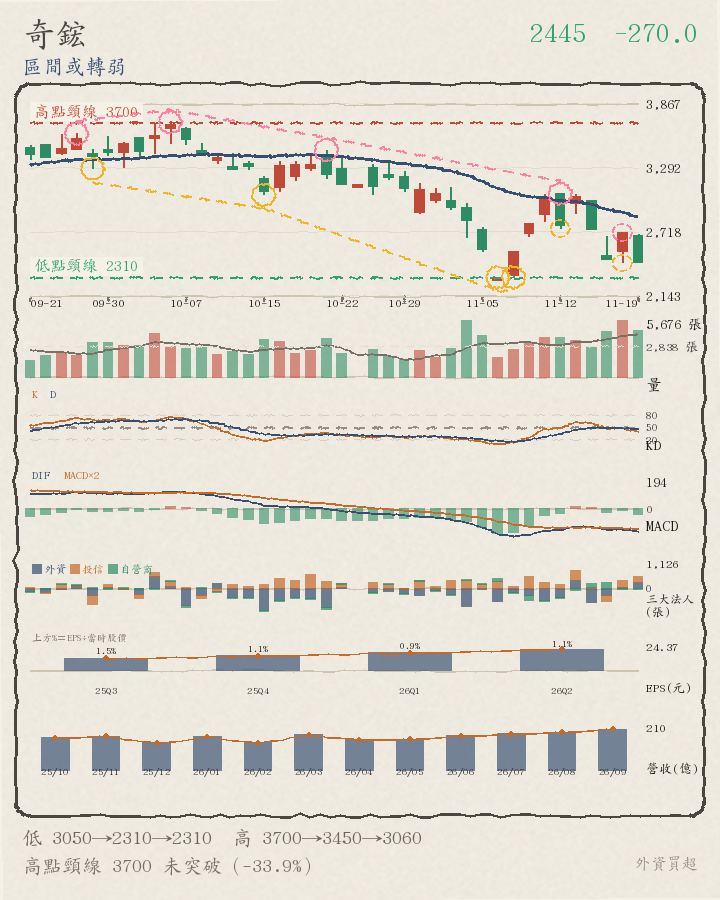 奇鋐
2445 -270.0
區間或轉弱
高點頸線 3700
3,867
3,292
2,718
低點頸線 2310
2,143
09-21 09-30 10-07 10-15 10-22 10-29 11-05 11-12 11-19
5,676 張
2,838 張
量
K D
80
50
20
KD
DIF MACD×2
194
0
MACD
外資 投信 自營商
1,126
0
三大法人
(張)
上方%=EPS÷當時股價
1.5% 1.1% 0.9% 1.1%
24.37
25Q3 25Q4 26Q1 26Q2
EPS(元)
210
25/10 25/11 25/12 26/01 26/02 26/03 26/04 26/05 26/06 26/07 26/08 26/09
營收(億)
低 3050→2310→2310 高 3700→3450→3060
高點頸線 3700 未突破 (-33.9%)
外資買超